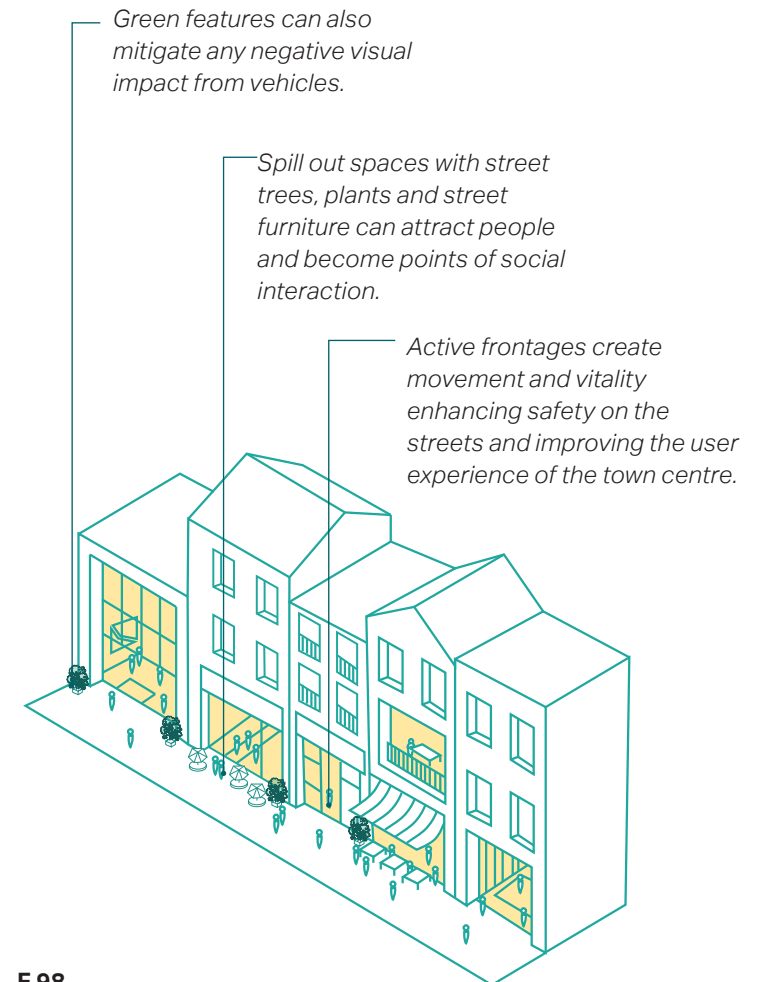 Green features can also
mitigate any negative visual
impact from vehicles.
Spill out spaces with street
trees, plants and street
furniture can attract people
and become points of social
interaction.
Active frontages create
movement and vitality
enhancing safety on the
streets and improving the user
experience of the town centre.
F.98